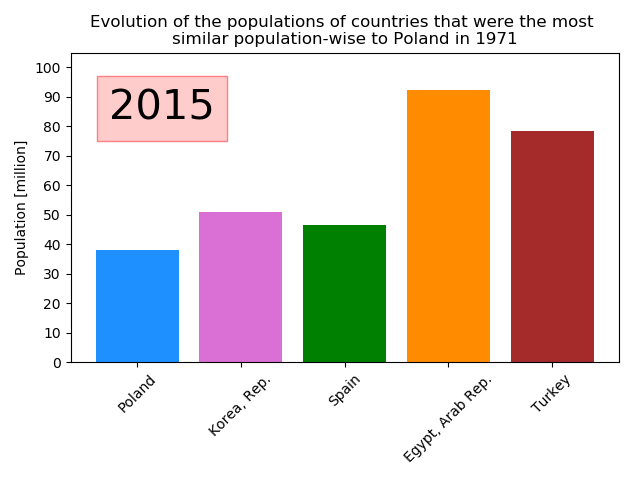 Evolution of the populations of countries that were the most
similar population-wise to Poland in 1971
2015
Population [million]
100
90
80
70
60
50
40
30
20
10
0
Poland
Korea, Rep.
Spain
Egypt, Arab Rep.
Turkey